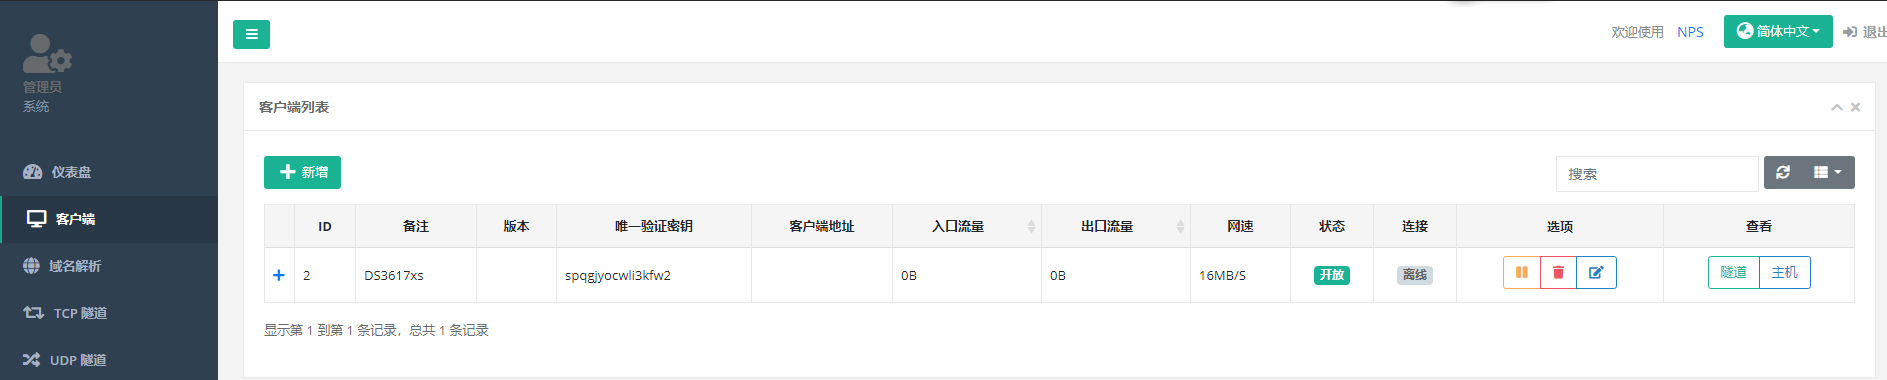 欢迎使用 NPS 简体中文 退出
管理员
系统
仪表盘
客户端
域名解析
TCP 隧道
UDP 隧道
客户端列表
新增
搜索
ID 备注 版本 唯一验证密钥 客户端地址 入口流量 出口流量 网速 状态 连接 选项 查看
2 DS3617xs spqgjyocwli3kfw2 0B 0B 16MB/S 开放 离线 隧道 主机
显示第 1 到第 1 条记录，总共 1 条记录